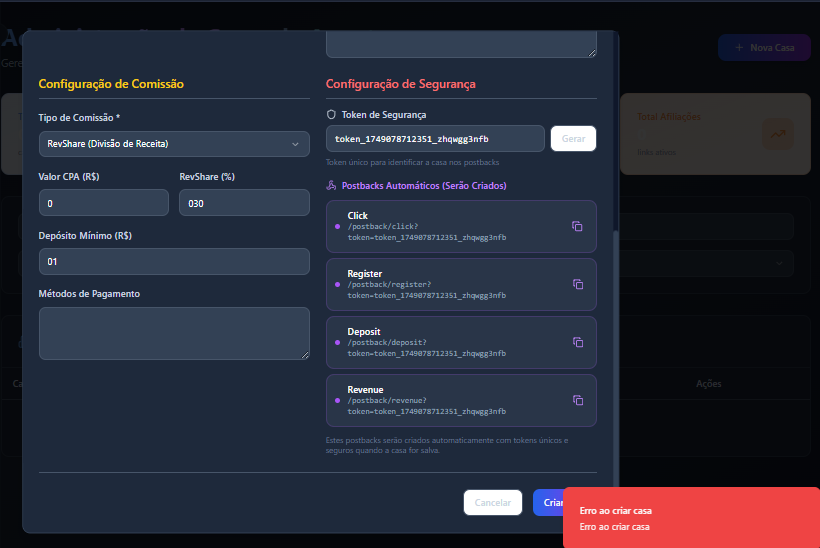 Nova Casa
Gere
Total Afiliações
Configuração de Comissão
Tipo de Comissão *
RevShare (Divisão de Receita)
Valor CPA (R$)
RevShare (%)
0
030
Depósito Mínimo (R$)
01
Métodos de Pagamento
Configuração de Segurança
Token de Segurança
token_1749078712351_zhqwgg3nfb
Gerar
Token único para identificar a casa nos postbacks
Postbacks Automáticos (Serão Criados)
Click
/postback/click?
token=token_1749078712351_zhqwgg3nfb
Register
/postback/register?
token=token_1749078712351_zhqwgg3nfb
Deposit
/postback/deposit?
token=token_1749078712351_zhqwgg3nfb
Revenue
/postback/revenue?
token=token_1749078712351_zhqwgg3nfb
Estes postbacks serão criados automaticamente com tokens únicos e
seguros quando a casa for salva.
Ca
Ações
Cancelar
Criar
Erro ao criar casa
Erro ao criar casa